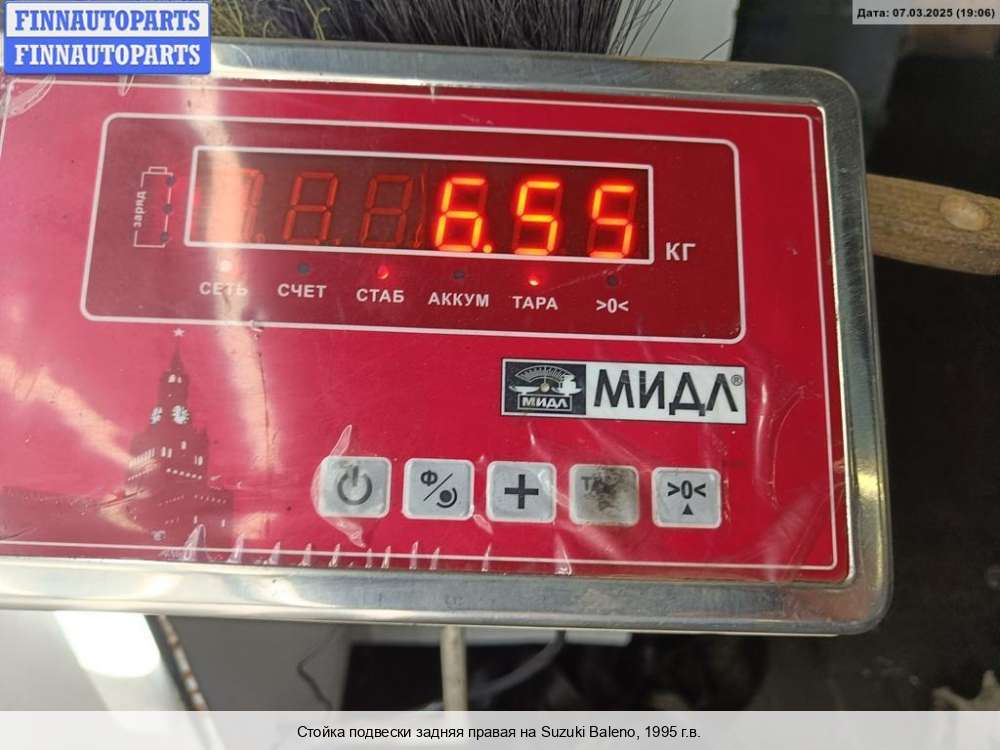 FINNAUTOPARTS
FINNAUTOPARTS
Дата: 07.03.2025 (19:06)
заряд
6.55
КГ
СЕТЬ СЧЕТ СТАБ АККУМ ТАРА >0<
МИДЛ МИДЛ®
Ф
>0<
Стойка подвески задняя правая на Suzuki Baleno, 1995 г.в.